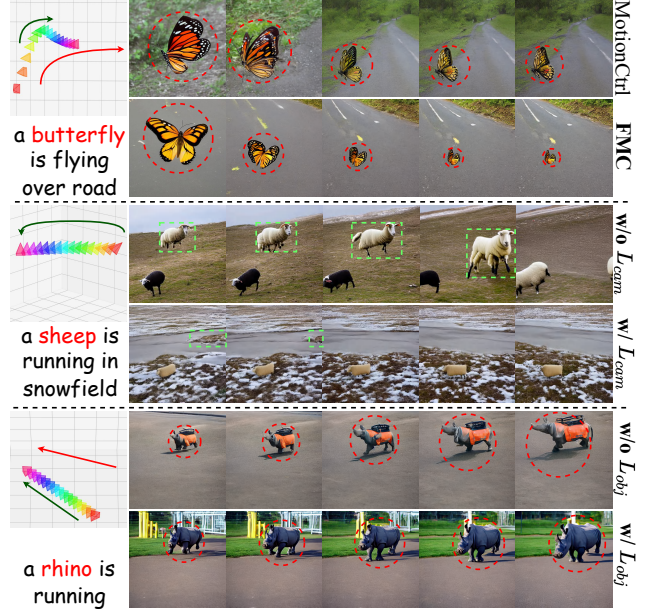 MotionCtrl
a butterfly
is flying
over road
FMC
w/o L_cam
a sheep is
running in
snowfield
w/ L_cam
w/o L_obj
a rhino is
running
w/ L_obj